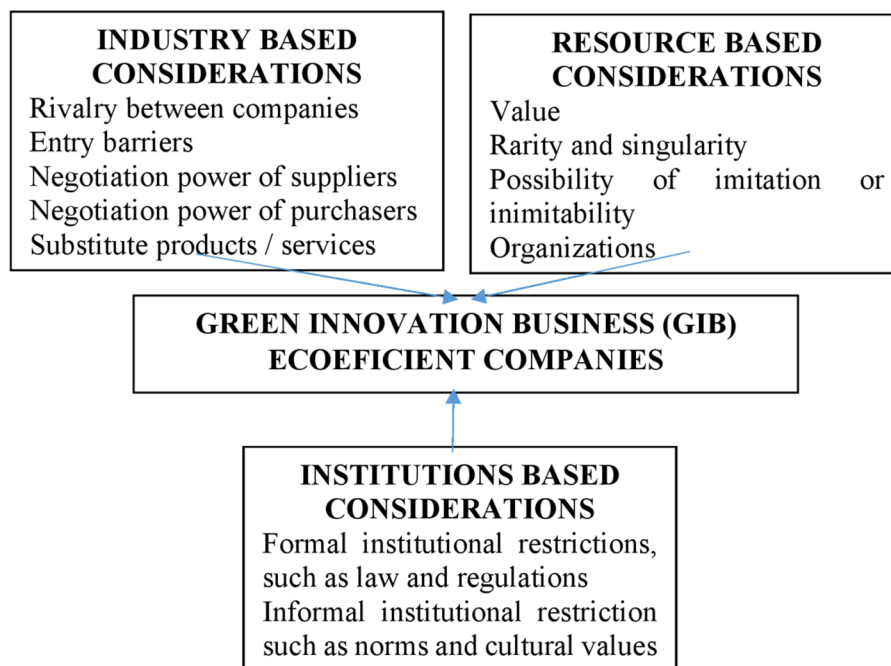 INDUSTRY BASED
CONSIDERATIONS
Rivalry between companies
Entry barriers
Negotiation power of suppliers
Negotiation power of purchasers
Substitute products / services
RESOURCE BASED
CONSIDERATIONS
Value
Rarity and singularity
Possibility of imitation or
inimitability
Organizations
GREEN INNOVATION BUSINESS (GIB)
ECOEFICIENT COMPANIES
INSTITUTIONS BASED
CONSIDERATIONS
Formal institutional restrictions,
such as law and regulations
Informal institutional restriction
such as norms and cultural values